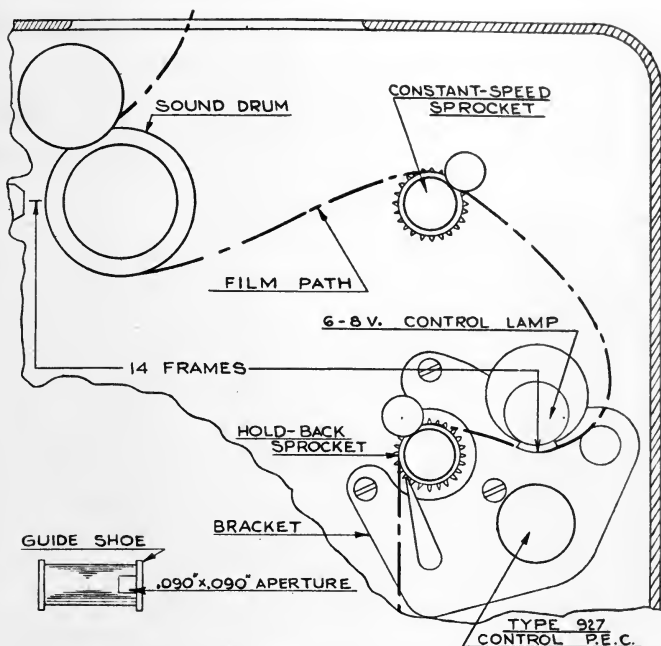 SOUND DRUM
CONSTANT-SPEED
SPROCKET
FILM PATH
6-8 V. CONTROL LAMP
14 FRAMES
HOLD-BACK
SPROCKET
BRACKET
GUIDE SHOE
.090"x.090" APERTURE
TYPE 927
CONTROL P.E.C.